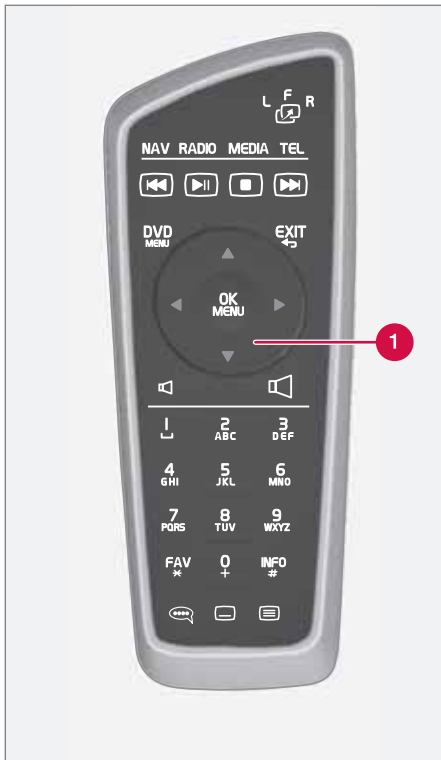 L F R
NAV RADIO MEDIA TEL
DVD EXIT
MENU
OK
MENU
1
1 2 3
ABC DEF
4 5 6
GHI JKL MNO
7 8 9
PQRS TUV WXYZ
FAV 0 INFO
* + #